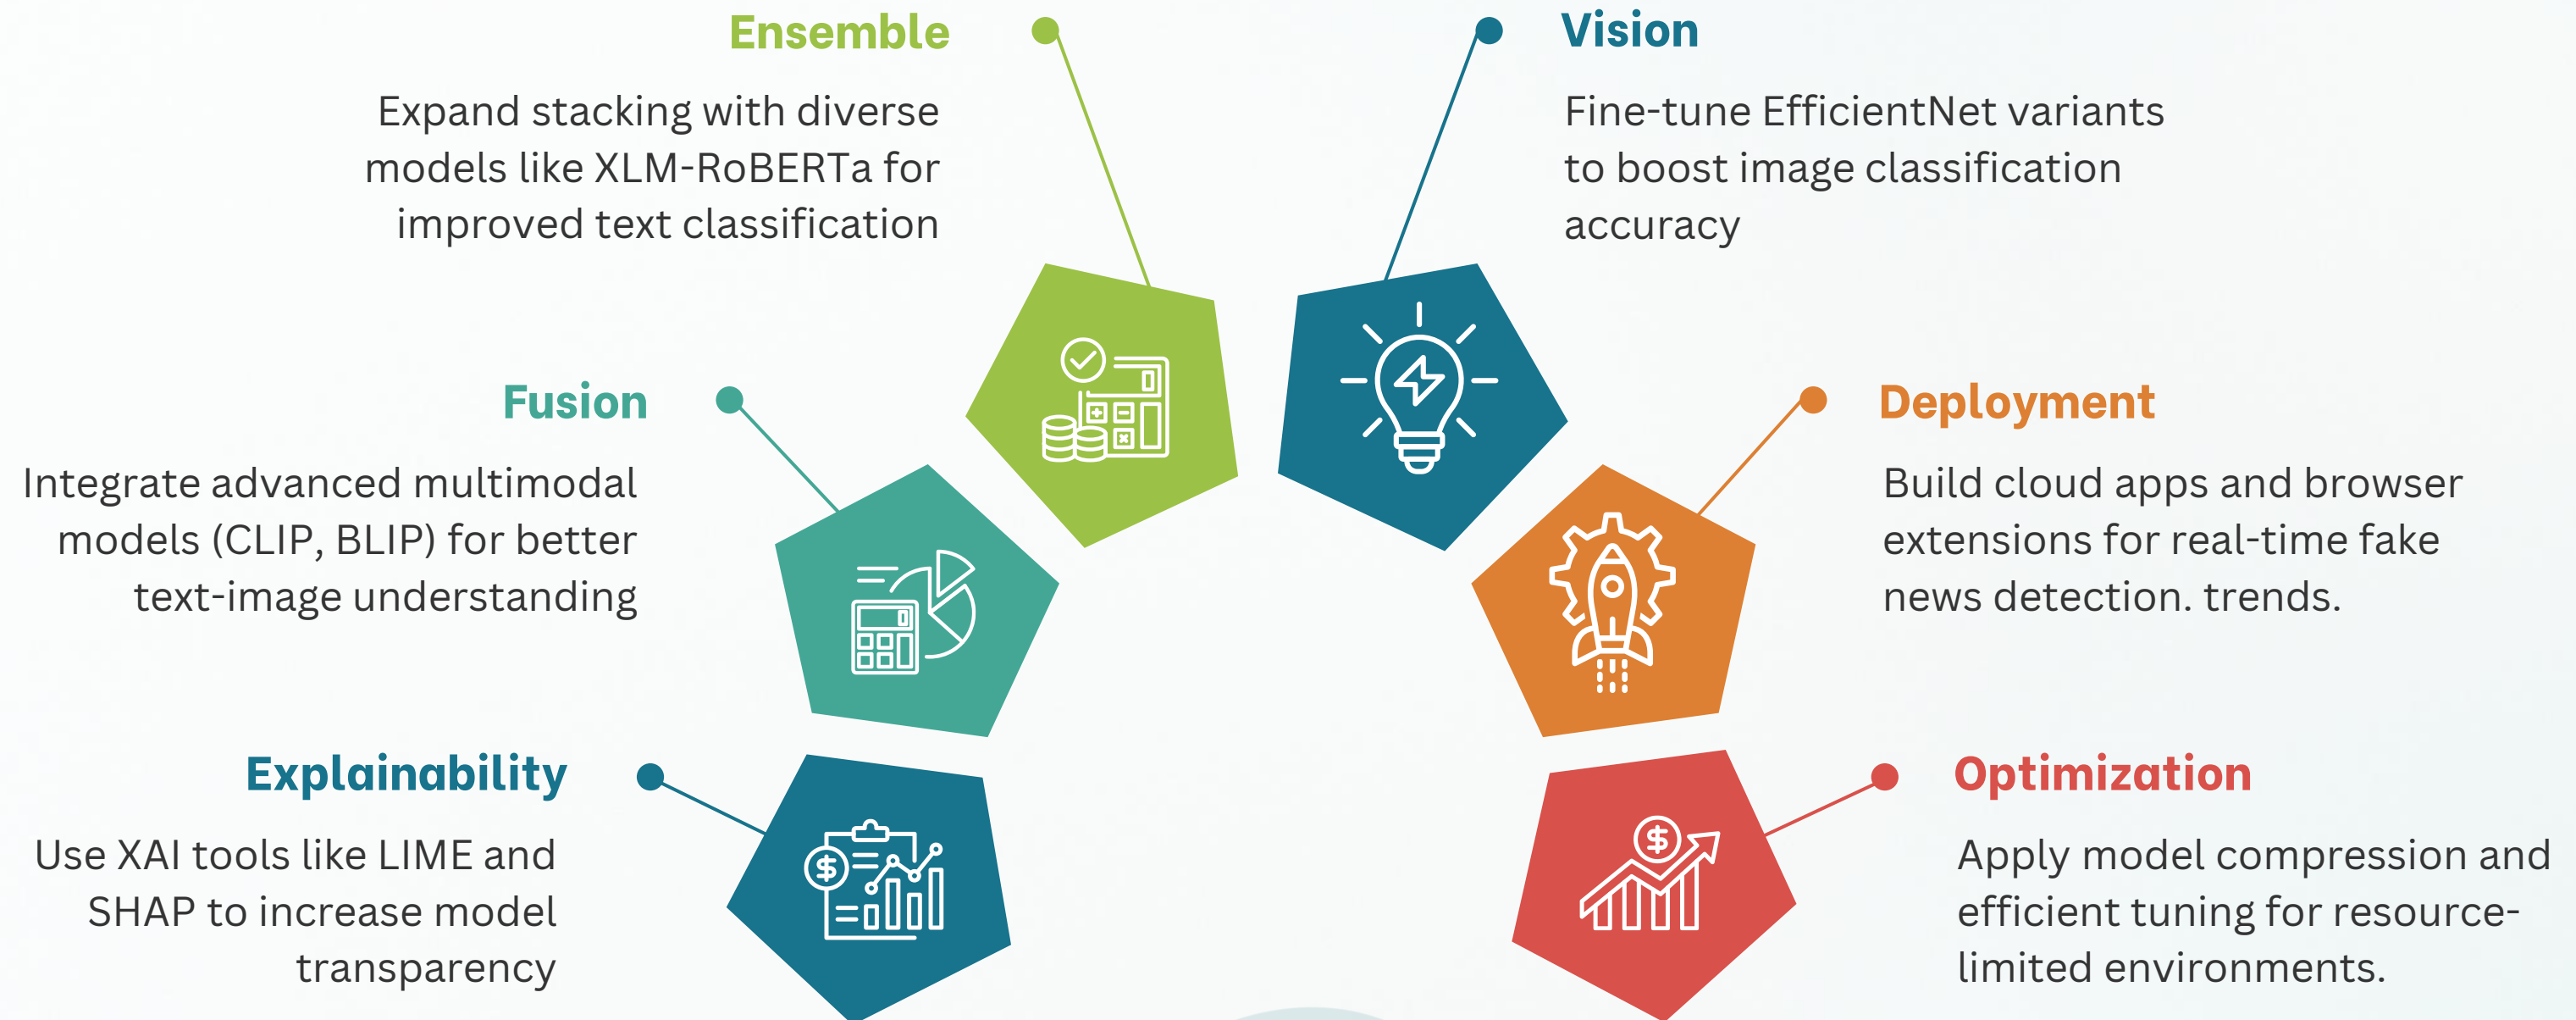 Ensemble
Expand stacking with diverse
models like XLM-RoBERTa for
improved text classification
Vision
Fine-tune EfficientNet variants
to boost image classification
accuracy
Fusion
Integrate advanced multimodal
models (CLIP, BLIP) for better
text-image understanding
Deployment
Build cloud apps and browser
extensions for real-time fake
news detection. trends.
Explainability
Use XAI tools like LIME and
SHAP to increase model
transparency
Optimization
Apply model compression and
efficient tuning for resource-
limited environments.